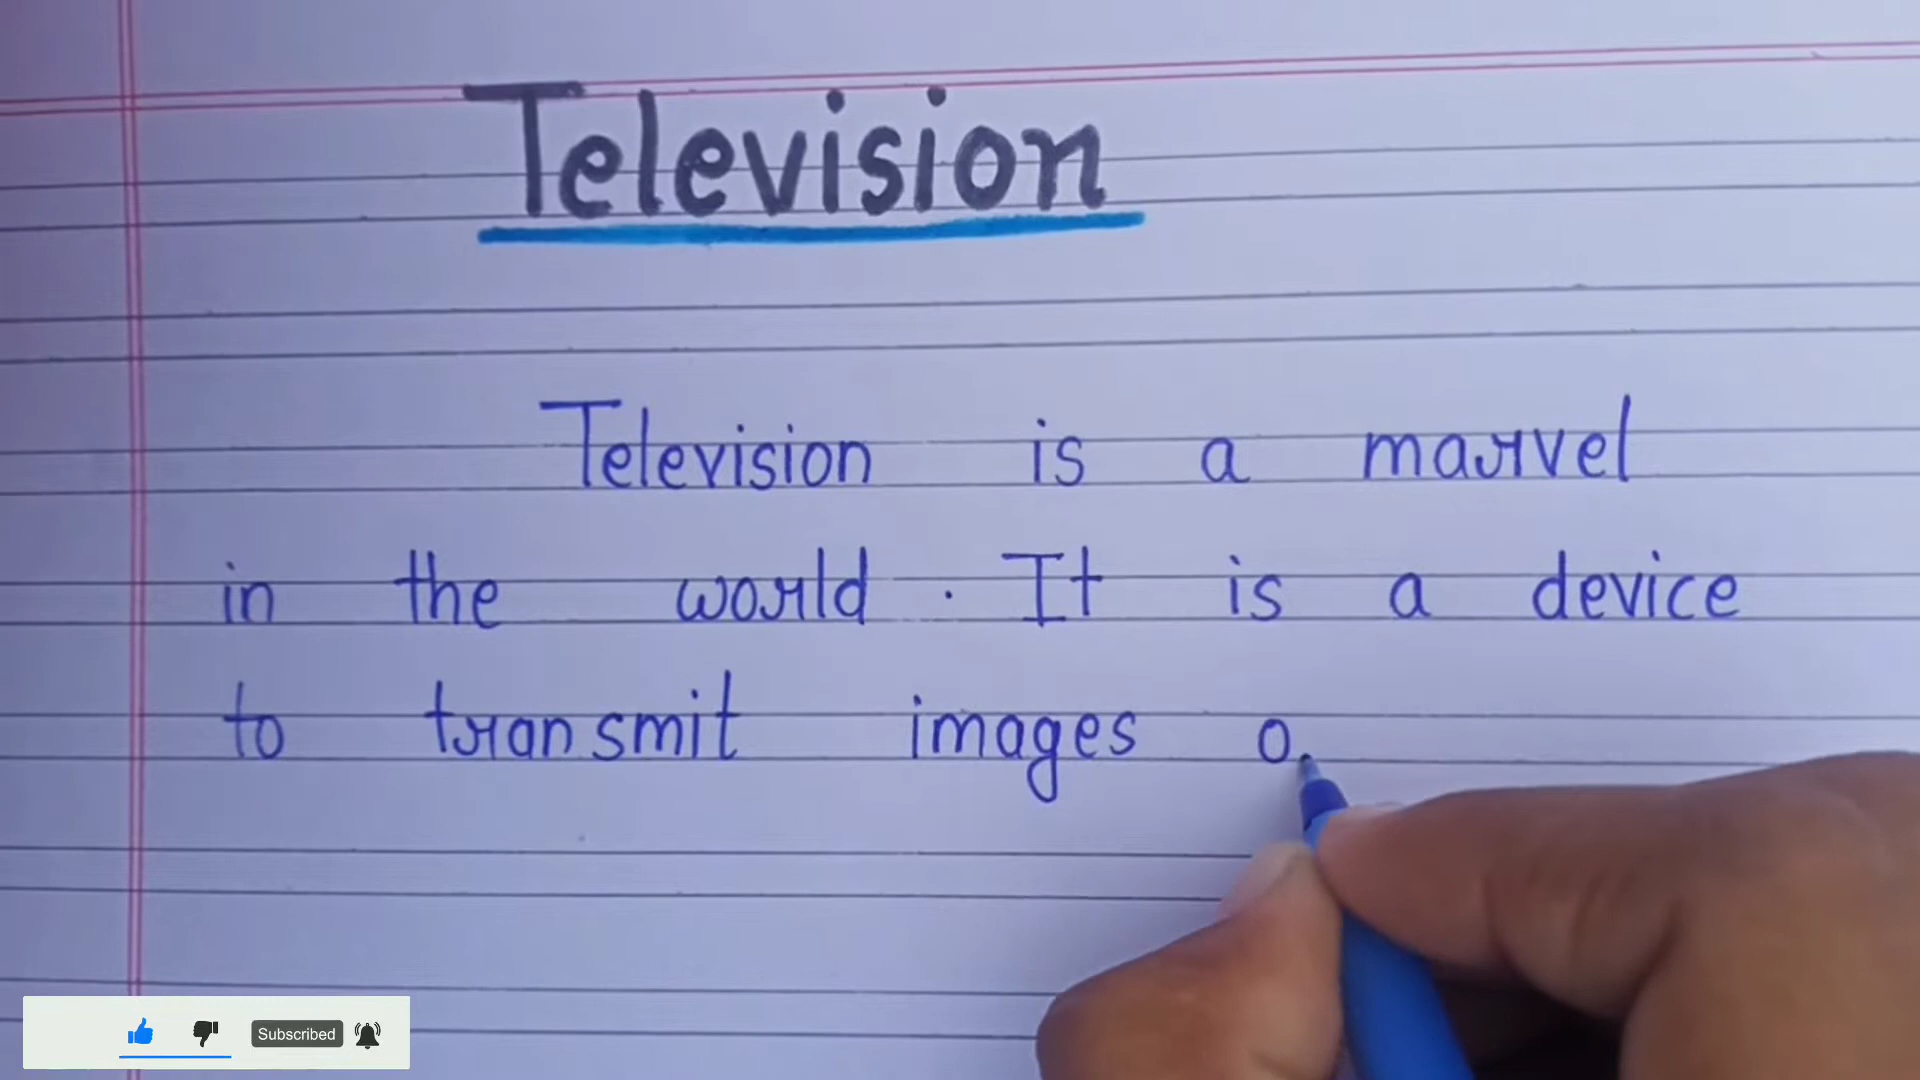 Television
Television is a marvel
in the world. It is a device
to transmit images o
Subscribed